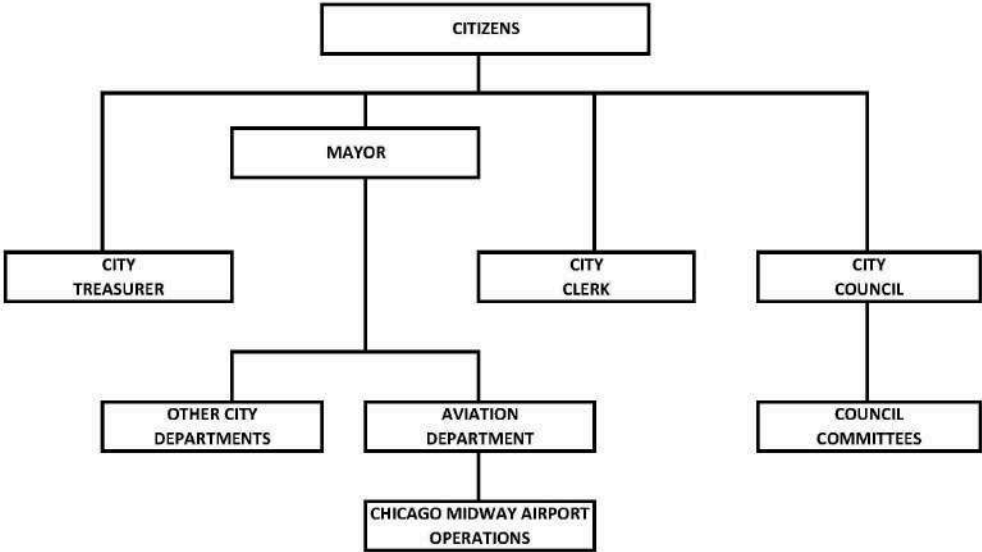 CITIZENS
MAYOR
CITY
TREASURER
CITY
CLERK
CITY
COUNCIL
OTHER CITY
DEPARTMENTS
AVIATION
DEPARTMENT
COUNCIL
COMMITTEES
CHICAGO MIDWAY AIRPORT
OPERATIONS